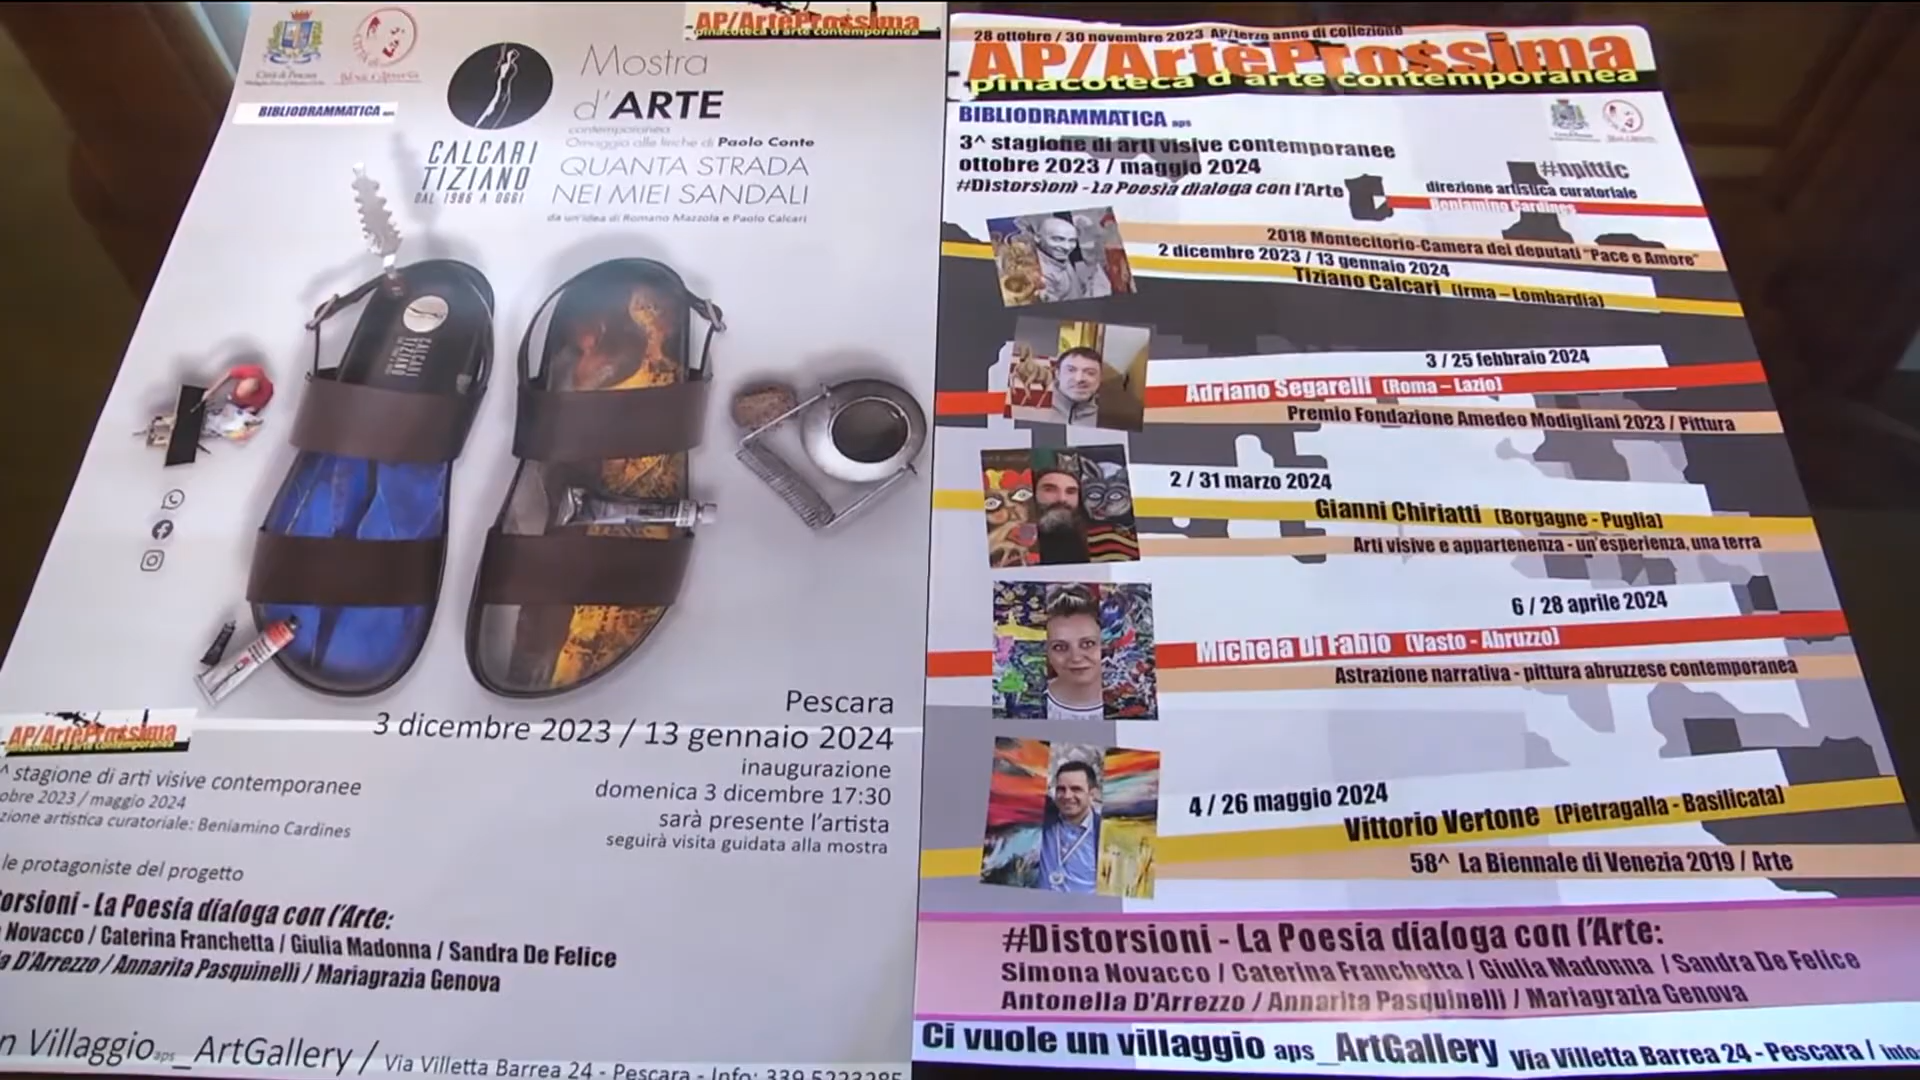 AP/ArteProssima
pinacoteca d'arte contemporanea
Città di Pescara
BIBLIODRAMMATICA aps
Mostra
d'ARTE
contemporanea
Omaggio alle liriche di Paolo Conte
QUANTA STRADA
NEI MIEI SANDALI
da un'idea di Romano Mazzola e Paolo Calcari
CALCARI
TIZIANO
DAL 1986 A OGGI
CALCARI
TIZIANO
Pescara
3 dicembre 2023 / 13 gennaio 2024
inaugurazione
domenica 3 dicembre 17:30
sarà presente l'artista
seguirà visita guidata alla mostra
AP/ArteProssima
pinacoteca d'arte contemporanea
^ stagione di arti visive contemporanee
obre 2023 / maggio 2024
zione artistica curatoriale: Beniamino Cardines
le protagoniste del progetto
orsioni - La Poesia dialoga con l'Arte:
Novacco / Caterina Franchetta / Giulia Madonna / Sandra De Felice
a D'Arrezzo / Annarita Pasquinelli / Mariagrazia Genova
n Villaggio aps_ArtGallery / Via Villetta Barrea 24 - Pescara - Info: 339 5223285
28 ottobre / 30 novembre 2023 AP/terzo anno di collezione
AP/ArteProssima
pinacoteca d'arte contemporanea
BIBLIODRAMMATICA aps
3^ stagione di arti visive contemporanee
ottobre 2023 / maggio 2024
#Distorsioni - La Poesia dialoga con l'Arte
#npittic
direzione artistica curatoriale
Beniamino Cardines
2018 Montecitorio-Camera dei deputati "Pace e Amore"
2 dicembre 2023 / 13 gennaio 2024
Tiziano Calcari (Irma – Lombardia)
3 / 25 febbraio 2024
Adriano Segarelli (Roma – Lazio)
Premio Fondazione Amedeo Modigliani 2023 / Pittura
2 / 31 marzo 2024
Gianni Chiriatti (Borgagne - Puglia)
Arti visive e appartenenza - un'esperienza, una terra
6 / 28 aprile 2024
Michela Di Fabio (Vasto - Abruzzo)
Astrazione narrativa - pittura abruzzese contemporanea
4 / 26 maggio 2024
Vittorio Vertone (Pietragalla - Basilicata)
58^ La Biennale di Venezia 2019 / Arte
#Distorsioni - La Poesia dialoga con l'Arte:
Simona Novacco / Caterina Franchetta / Giulia Madonna / Sandra De Felice
Antonella D'Arrezzo / Annarita Pasquinelli / Mariagrazia Genova
Ci vuole un villaggio aps_ArtGallery Via Villetta Barrea 24 - Pescara / info